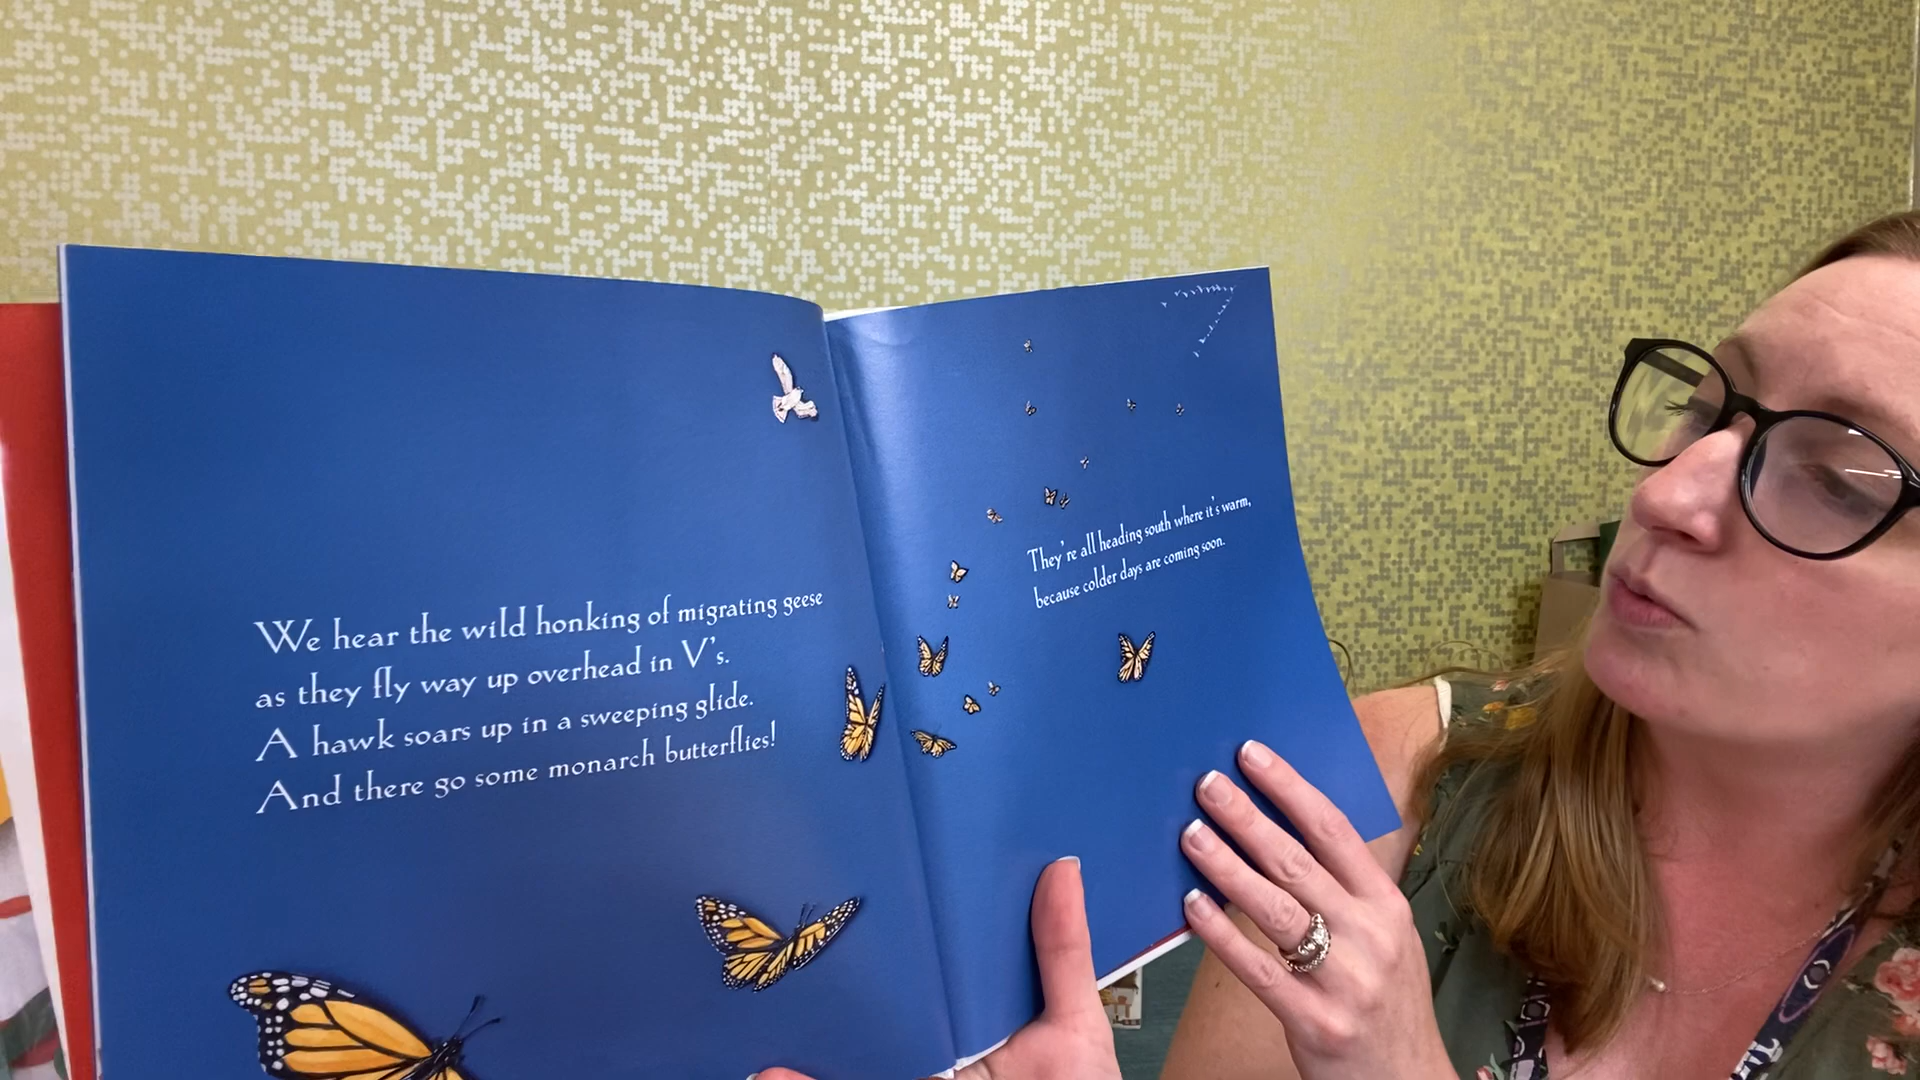 We hear the wild honking of migrating geese
as they fly way up overhead in V's.
A hawk soars up in a sweeping glide.
And there go some monarch butterflies!
They're all heading south where it's warm,
because colder days are coming soon.